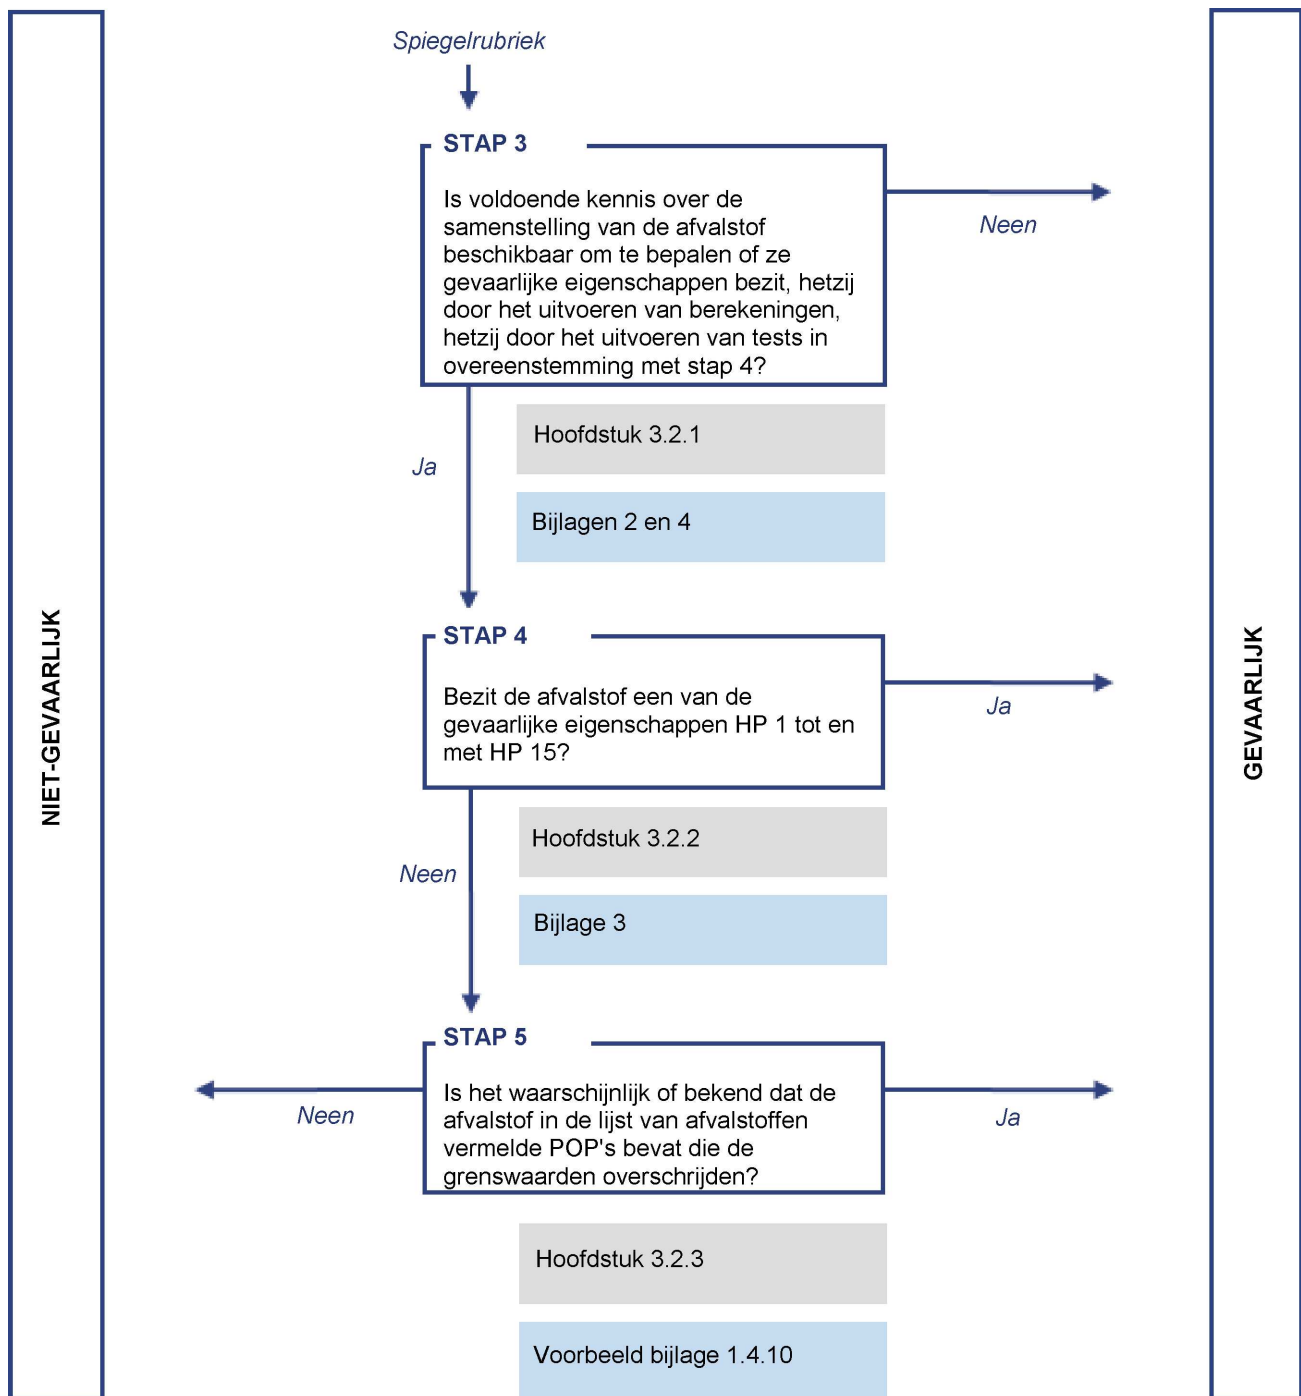 Spiegelrubriek
STAP 3
Is voldoende kennis over de
samenstelling van de afvalstof
beschikbaar om te bepalen of ze
gevaarlijke eigenschappen bezit, hetzij
door het uitvoeren van berekeningen,
hetzij door het uitvoeren van tests in
overeenstemming met stap 4?
Neen
Hoofdstuk 3.2.1
Ja
Bijlagen 2 en 4
STAP 4
Bezit de afvalstof een van de
gevaarlijke eigenschappen HP 1 tot en
met HP 15?
Ja
Hoofdstuk 3.2.2
Neen
Bijlage 3
STAP 5
Is het waarschijnlijk of bekend dat de
afvalstof in de lijst van afvalstoffen
vermelde POP's bevat die de
grenswaarden overschrijden?
Neen
Ja
Hoofdstuk 3.2.3
Voorbeeld bijlage 1.4.10
NIET-GEVAARLIJK
GEVAARLIJK